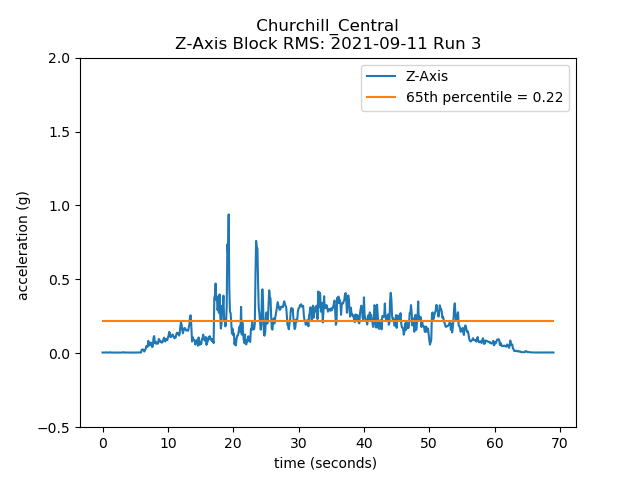 Churchill_Central
Z-Axis Block RMS: 2021-09-11 Run 3
Z-Axis
65th percentile = 0.22
acceleration (g)
2.0
1.5
1.0
0.5
0.0
−0.5
0 10 20 30 40 50 60 70
time (seconds)